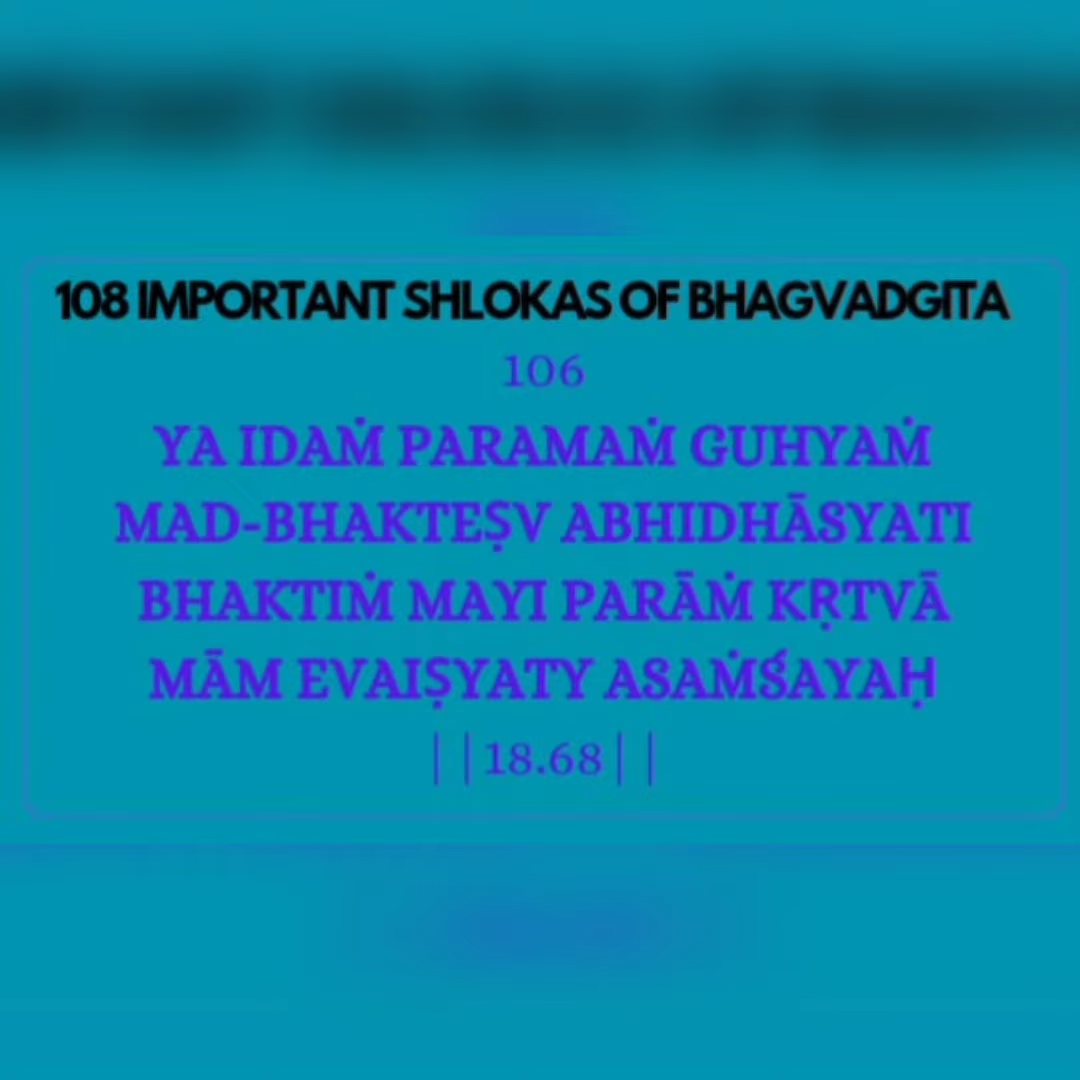 108 IMPORTANT SHLOKAS OF BHAGVADGITA
106
YA IDAṀ PARAMAṀ GUHYAṀ
MAD-BHAKTEṢV ABHIDHĀSYATI
BHAKTIṀ MAYI PARĀṀ KṚTVĀ
MĀM EVAIṢYATY ASAṀŚAYAḤ
||18.68||